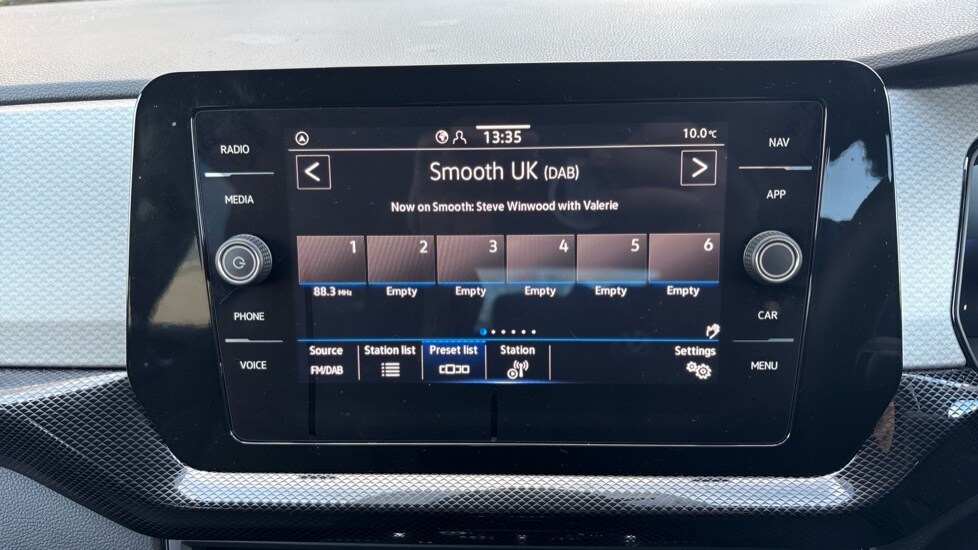 13:35
10.0°C
RADIO
MEDIA
PHONE
VOICE
<
Smooth UK (DAB)
>
Now on Smooth: Steve Winwood with Valerie
1 2 3 4 5 6
88.3 MHz Empty Empty Empty Empty Empty
Source Station list Preset list Station Settings
FM/DAB
NAV
APP
CAR
MENU